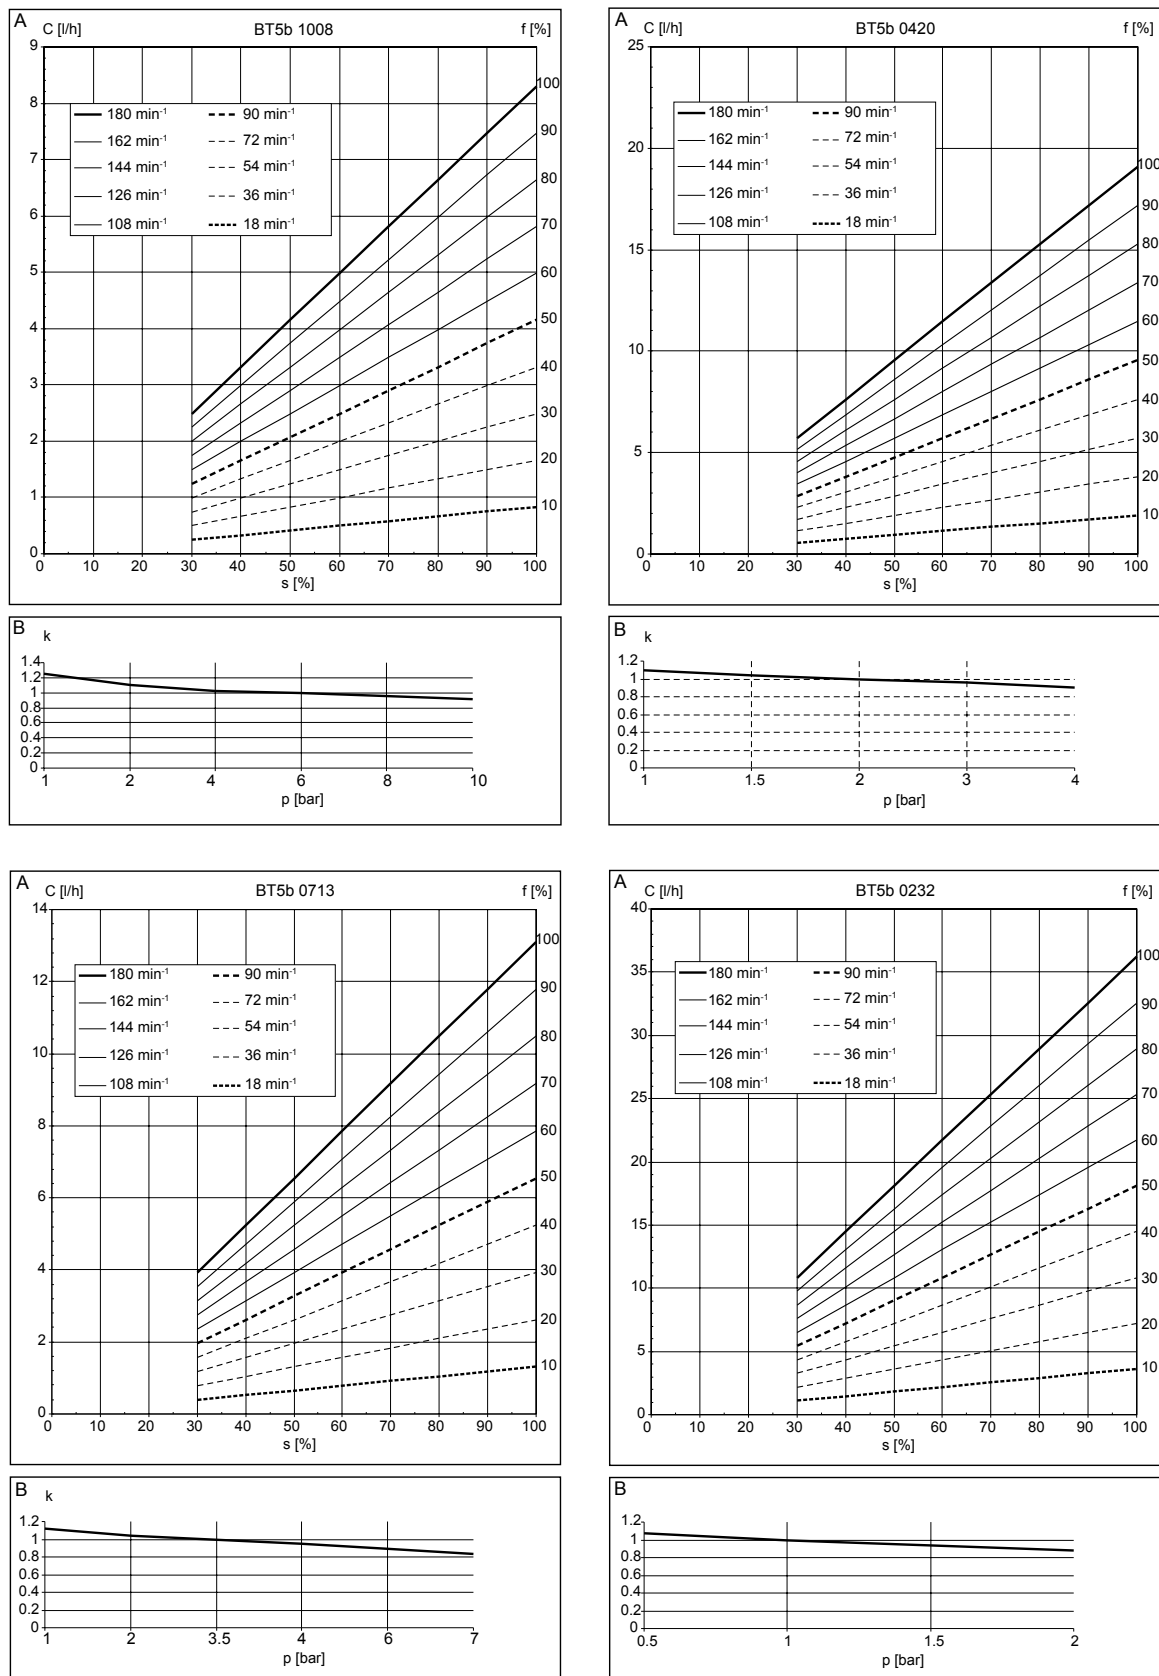 A
C [l/h] BT5b 1008 f [%]
9
8
7
6
5
4
3
2
1
0
180 min-1 90 min-1
162 min-1 72 min-1
144 min-1 54 min-1
126 min-1 36 min-1
108 min-1 18 min-1
100
90
80
70
60
50
40
30
20
10
0 10 20 30 40 50 60 70 80 90 100
s [%]
B
k
1.4
1.2
1
0.8
0.6
0.4
0.2
0
1 2 4 6 8 10
p [bar]
A
C [l/h] BT5b 0420 f [%]
25
20
15
10
5
0
180 min-1 90 min-1
162 min-1 72 min-1
144 min-1 54 min-1
126 min-1 36 min-1
108 min-1 18 min-1
100
90
80
70
60
50
40
30
20
10
0 10 20 30 40 50 60 70 80 90 100
s [%]
B
k
1.2
1
0.8
0.6
0.4
0.2
0
1 1.5 2 3 4
p [bar]
A
C [l/h] BT5b 0713 f [%]
14
12
10
8
6
4
2
0
180 min-1 90 min-1
162 min-1 72 min-1
144 min-1 54 min-1
126 min-1 36 min-1
108 min-1 18 min-1
100
90
80
70
60
50
40
30
20
10
0 10 20 30 40 50 60 70 80 90 100
s [%]
B
k
1.2
1
0.8
0.6
0.4
0.2
0
1 2 3.5 4 6 7
p [bar]
A
C [l/h] BT5b 0232 f [%]
40
35
30
25
20
15
10
5
0
180 min-1 90 min-1
162 min-1 72 min-1
144 min-1 54 min-1
126 min-1 36 min-1
108 min-1 18 min-1
100
90
80
70
60
50
40
30
20
10
0 10 20 30 40 50 60 70 80 90 100
s [%]
B
1.2
1
0.8
0.6
0.4
0.2
0
0.5 1 1.5 2
p [bar]